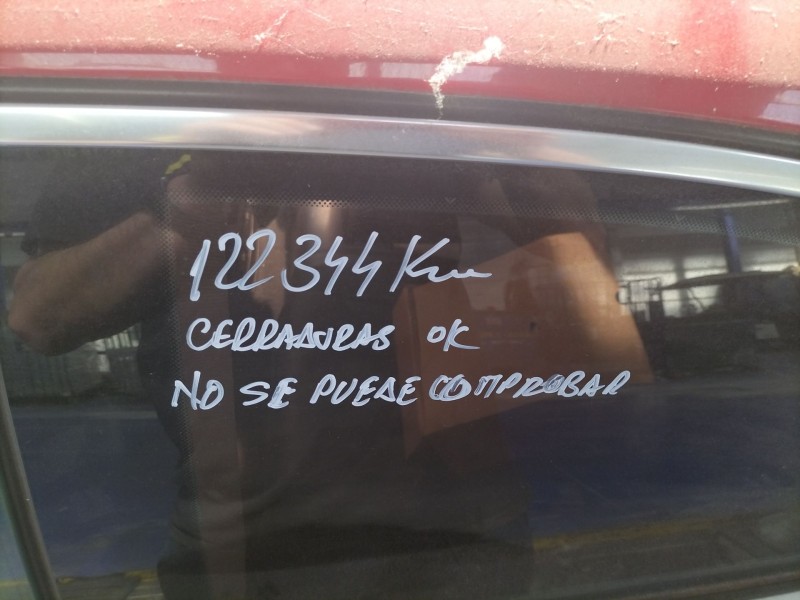 122344 Km
CERRADURAS OK
NO SE PUEDE COMPROBAR